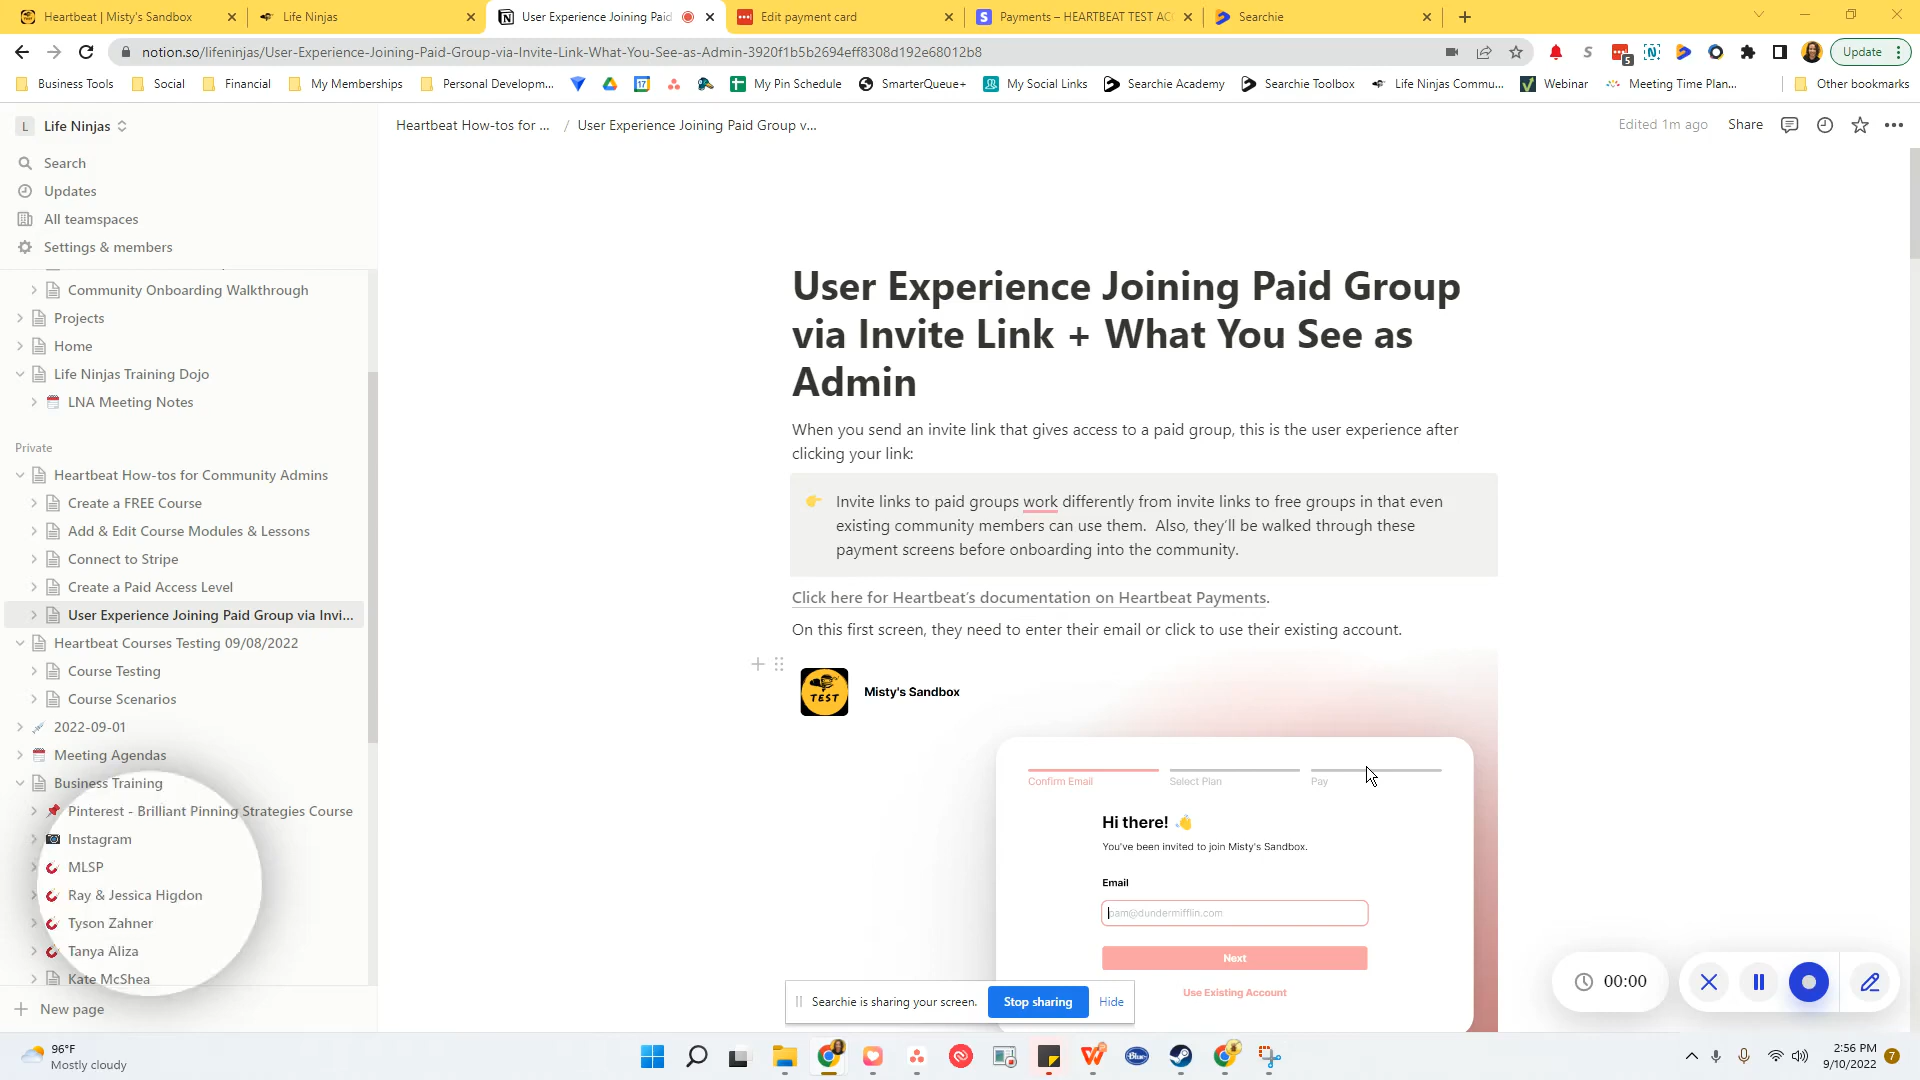 Heartbeat | Misty's Sandbox
Life Ninjas
User Experience Joining Paid
Edit payment card
Payments – HEARTBEAT TEST AC
Searchie
notion.so/lifeninjas/User-Experience-Joining-Paid-Group-via-Invite-Link-What-You-See-as-Admin-3920f1b5b2694eff8308d192e68012b8
5
Update
Business Tools
Social
Financial
My Memberships
Personal Developm...
17
My Pin Schedule
SmarterQueue+
My Social Links
Searchie Academy
Searchie Toolbox
Life Ninjas Commu...
Webinar
Meeting Time Plan...
Other bookmarks
L Life Ninjas
Heartbeat How-tos for ... / User Experience Joining Paid Group v...
Edited 1m ago
Share
Search
Updates
All teamspaces
Settings & members
Community Onboarding Walkthrough
Projects
Home
Life Ninjas Training Dojo
LNA Meeting Notes
Private
Heartbeat How-tos for Community Admins
Create a FREE Course
Add & Edit Course Modules & Lessons
Connect to Stripe
Create a Paid Access Level
User Experience Joining Paid Group via Invi...
Heartbeat Courses Testing 09/08/2022
Course Testing
Course Scenarios
2022-09-01
Meeting Agendas
Business Training
Pinterest - Brilliant Pinning Strategies Course
Instagram
MLSP
Ray & Jessica Higdon
Tyson Zahner
Tanya Aliza
Kate McShea
New page
User Experience Joining Paid Group
via Invite Link + What You See as
Admin
When you send an invite link that gives access to a paid group, this is the user experience after
clicking your link:
Invite links to paid groups work differently from invite links to free groups in that even
existing community members can use them. Also, they'll be walked through these
payment screens before onboarding into the community.
Click here for Heartbeat's documentation on Heartbeat Payments.
On this first screen, they need to enter their email or click to use their existing account.
TEST
Misty's Sandbox
Confirm Email
Select Plan
Pay
Hi there!
You've been invited to join Misty's Sandbox.
Email
pam@dundermifflin.com
Next
Use Existing Account
Searchie is sharing your screen.
Stop sharing
Hide
00:00
96°F
Mostly cloudy
Blue
2:56 PM
9/10/2022
7